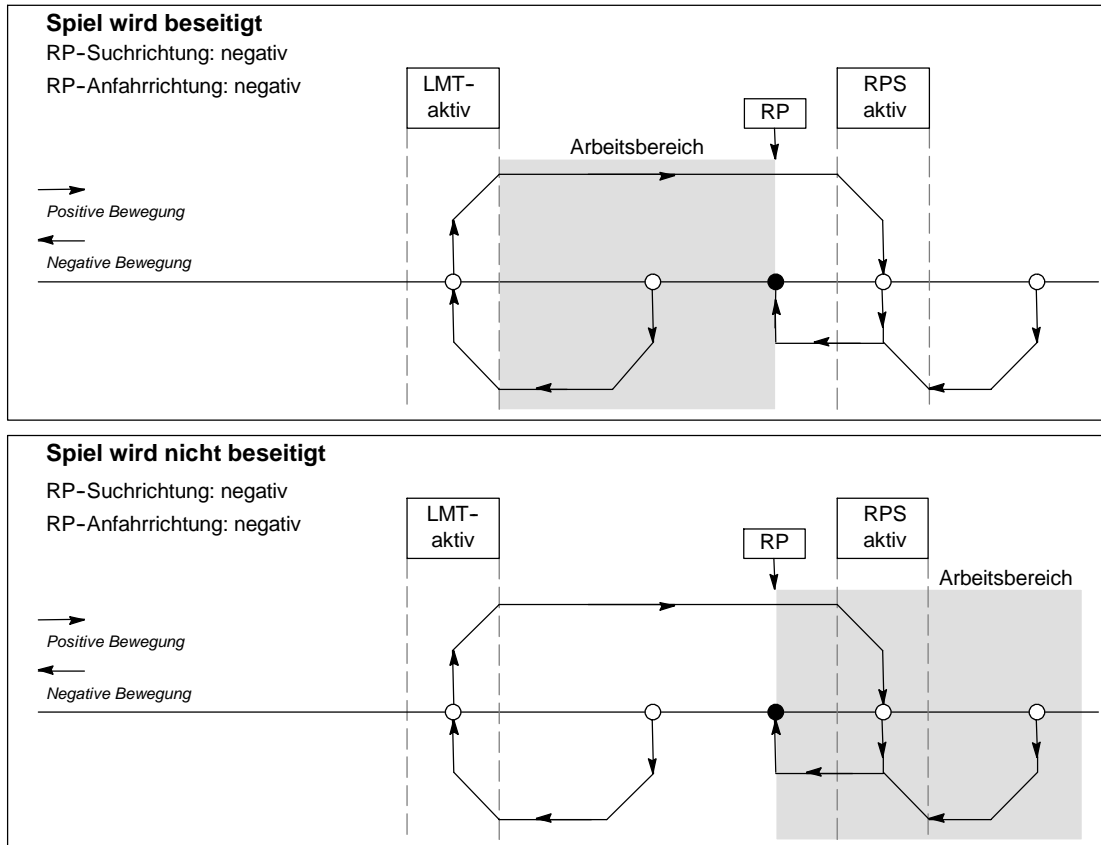 Spiel wird beseitigt
RP-Suchrichtung: negativ
RP-Anfahrrichtung: negativ
LMT-
aktiv
RP
RPS
aktiv
Arbeitsbereich
Positive Bewegung
Negative Bewegung
Spiel wird nicht beseitigt
RP-Suchrichtung: negativ
RP-Anfahrrichtung: negativ
LMT-
aktiv
RP
RPS
aktiv
Arbeitsbereich
Positive Bewegung
Negative Bewegung